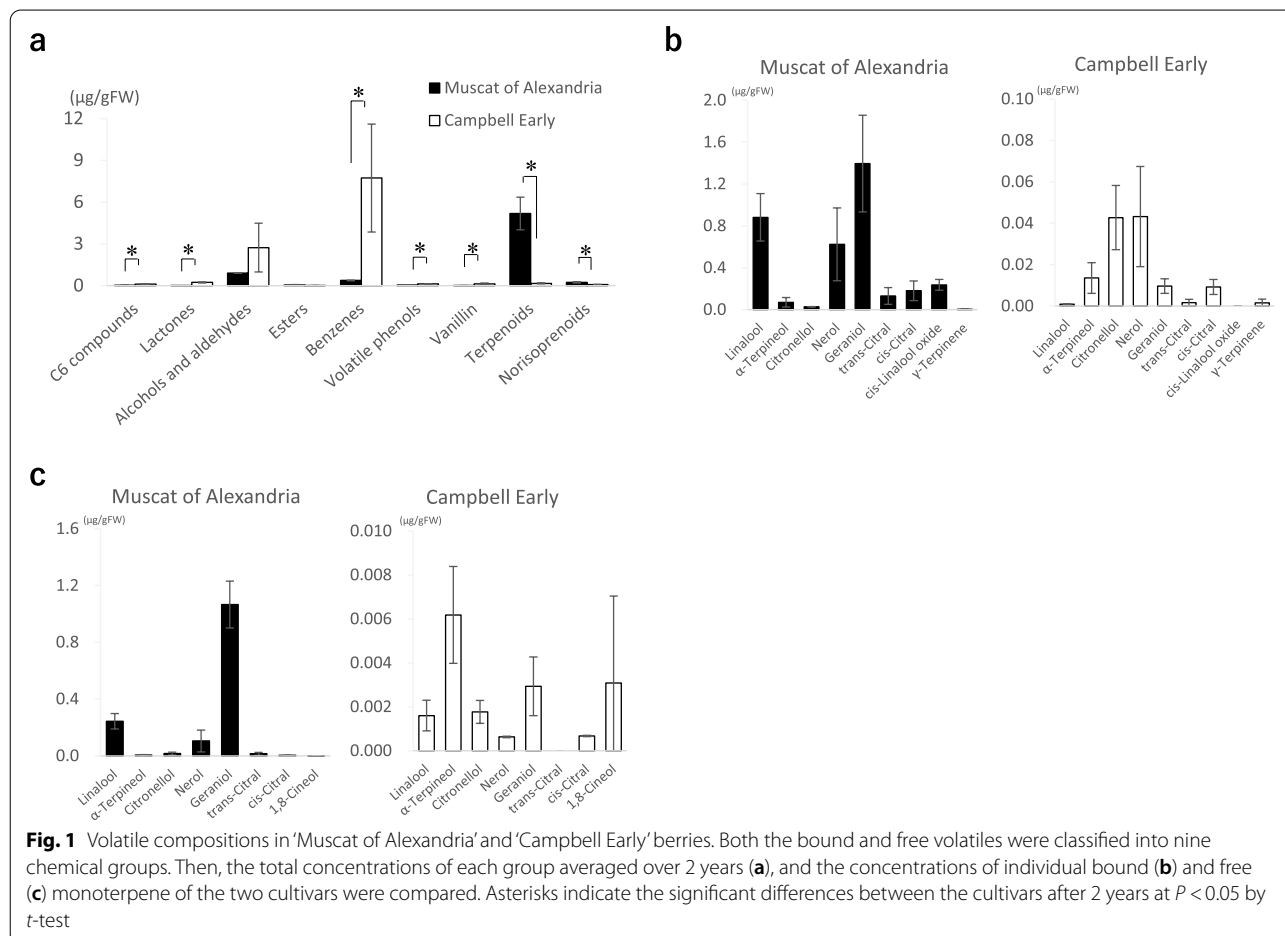 a
(µg/gFW)
Muscat of Alexandria
Campbell Early
12
9
6
3
0
*
*
*
*
*
*
*
C6 compounds
Lactones
Alcohols and aldehydes
Esters
Benzenes
Volatile phenols
Vanillin
Terpenoids
Norisoprenoids
b
Muscat of Alexandria
(µg/gFW)
2.0
1.6
1.2
0.8
0.4
0.0
Linalool
α-Terpineol
Citronellol
Nerol
Geraniol
trans-Citral
cis-Citral
cis-Linalool oxide
γ-Terpinene
Campbell Early
(µg/gFW)
0.10
0.08
0.06
0.04
0.02
0.00
Linalool
α-Terpineol
Citronellol
Nerol
Geraniol
trans-Citral
cis-Citral
cis-Linalool oxide
γ-Terpinene
c
Muscat of Alexandria
(µg/gFW)
1.6
1.2
0.8
0.4
0.0
Linalool
α-Terpineol
Citronellol
Nerol
Geraniol
trans-Citral
cis-Citral
1,8-Cineol
Campbell Early
(µg/gFW)
0.010
0.008
0.006
0.004
0.002
0.000
Linalool
α-Terpineol
Citronellol
Nerol
Geraniol
trans-Citral
cis-Citral
1,8-Cineol
Fig. 1 Volatile compositions in ‘Muscat of Alexandria’ and ‘Campbell Early’ berries. Both the bound and free volatiles were classified into nine
chemical groups. Then, the total concentrations of each group averaged over 2 years (a), and the concentrations of individual bound (b) and free
(c) monoterpene of the two cultivars were compared. Asterisks indicate the significant differences between the cultivars after 2 years at P < 0.05 by
t-test